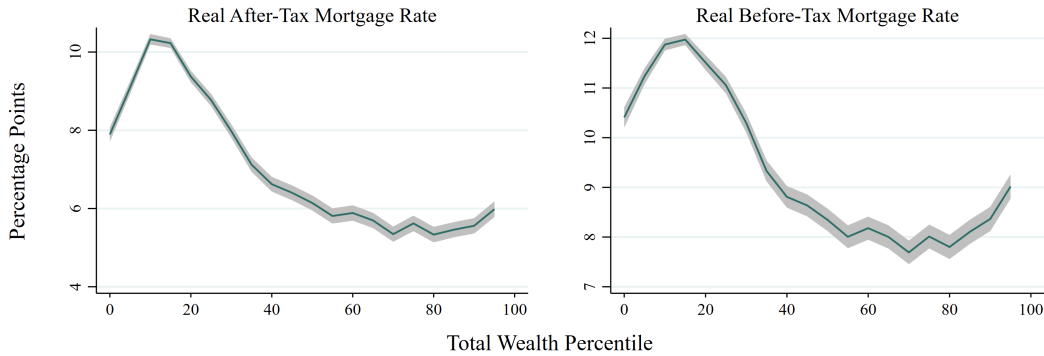 Real After-Tax Mortgage Rate
Real Before-Tax Mortgage Rate
Percentage Points
10
8
6
4
0 20 40 60 80 100
12
11
10
9
8
7
0 20 40 60 80 100
Total Wealth Percentile